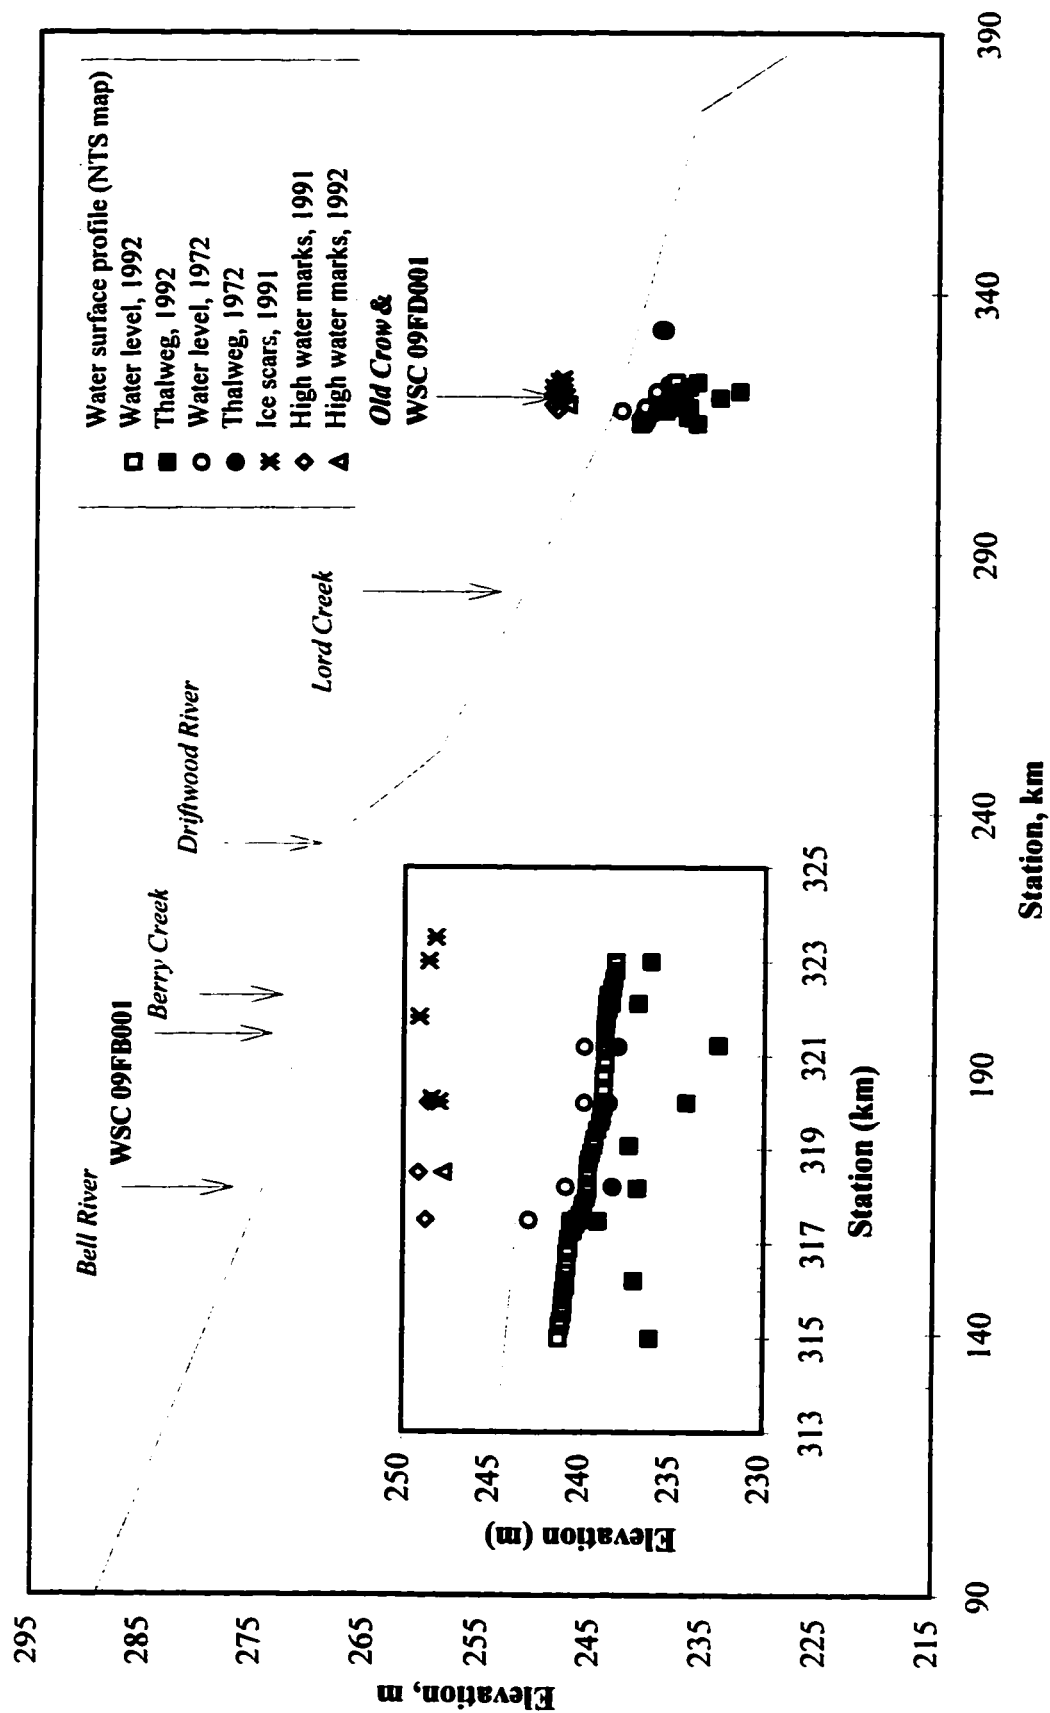 Elevation, m
295
285
275
265
255
245
235
225
215
Bell River
WSC 09FB001
Berry Creek
Driftwood River
Lord Creek
Old Crow &
WSC 09FD001
Water surface profile (NTS map)
Water level, 1992
Thalweg, 1992
Water level, 1972
Thalweg, 1972
Ice scars, 1991
High water marks, 1991
High water marks, 1992
Elevation (m)
250
245
240
235
230
313
315
317
319
321
323
325
Station (km)
90
140
190
240
290
340
390
Station, km